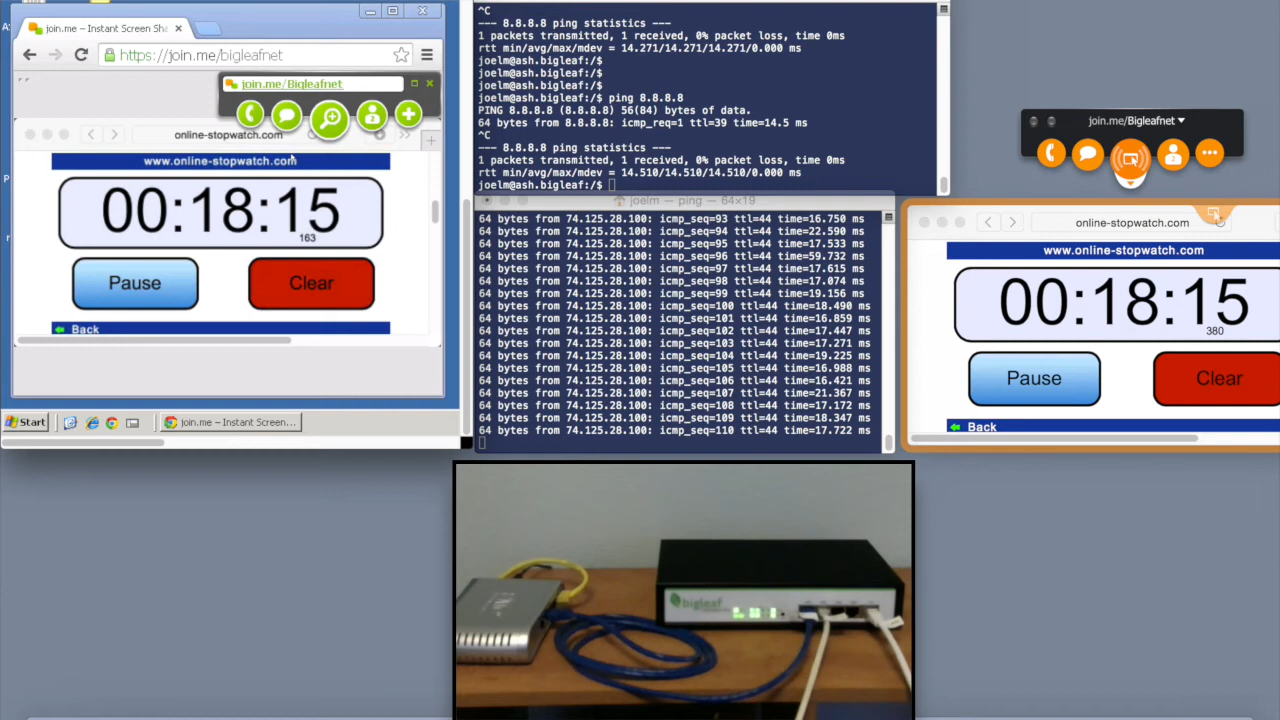 join.me – Instant Screen Sha
https://join.me/bigleafnet
join.me/Bigleafnet
online-stopwatch.com
www.online-stopwatch.com
00:18:15
163
Pause
Clear
Back
Start
join.me – Instant Screen...
^C
--- 8.8.8.8 ping statistics ---
1 packets transmitted, 1 received, 0% packet loss, time 0ms
rtt min/avg/max/mdev = 14.271/14.271/14.271/0.000 ms
joelm@ash.bigleaf:/$
joelm@ash.bigleaf:/$
joelm@ash.bigleaf:/$
joelm@ash.bigleaf:/$ ping 8.8.8.8
PING 8.8.8.8 (8.8.8.8) 56(84) bytes of data.
64 bytes from 8.8.8.8: icmp_req=1 ttl=39 time=14.5 ms
^C
--- 8.8.8.8 ping statistics ---
1 packets transmitted, 1 received, 0% packet loss, time 0ms
rtt min/avg/max/mdev = 14.510/14.510/14.510/0.000 ms
joelm@ash.bigleaf:/$
joelm — ping — 64×19
64 bytes from 74.125.28.100: icmp_seq=93 ttl=44 time=16.750 ms
64 bytes from 74.125.28.100: icmp_seq=94 ttl=44 time=22.590 ms
64 bytes from 74.125.28.100: icmp_seq=95 ttl=44 time=17.533 ms
64 bytes from 74.125.28.100: icmp_seq=96 ttl=44 time=59.732 ms
64 bytes from 74.125.28.100: icmp_seq=97 ttl=44 time=17.615 ms
64 bytes from 74.125.28.100: icmp_seq=98 ttl=44 time=17.074 ms
64 bytes from 74.125.28.100: icmp_seq=99 ttl=44 time=19.156 ms
64 bytes from 74.125.28.100: icmp_seq=100 ttl=44 time=18.490 ms
64 bytes from 74.125.28.100: icmp_seq=101 ttl=44 time=16.859 ms
64 bytes from 74.125.28.100: icmp_seq=102 ttl=44 time=17.447 ms
64 bytes from 74.125.28.100: icmp_seq=103 ttl=44 time=17.271 ms
64 bytes from 74.125.28.100: icmp_seq=104 ttl=44 time=19.225 ms
64 bytes from 74.125.28.100: icmp_seq=105 ttl=44 time=16.988 ms
64 bytes from 74.125.28.100: icmp_seq=106 ttl=44 time=16.421 ms
64 bytes from 74.125.28.100: icmp_seq=107 ttl=44 time=21.367 ms
64 bytes from 74.125.28.100: icmp_seq=108 ttl=44 time=17.172 ms
64 bytes from 74.125.28.100: icmp_seq=109 ttl=44 time=18.347 ms
64 bytes from 74.125.28.100: icmp_seq=110 ttl=44 time=17.722 ms
join.me/Bigleafnet
online-stopwatch.com
www.online-stopwatch.com
00:18:15
380
Pause
Clear
Back
bigleaf